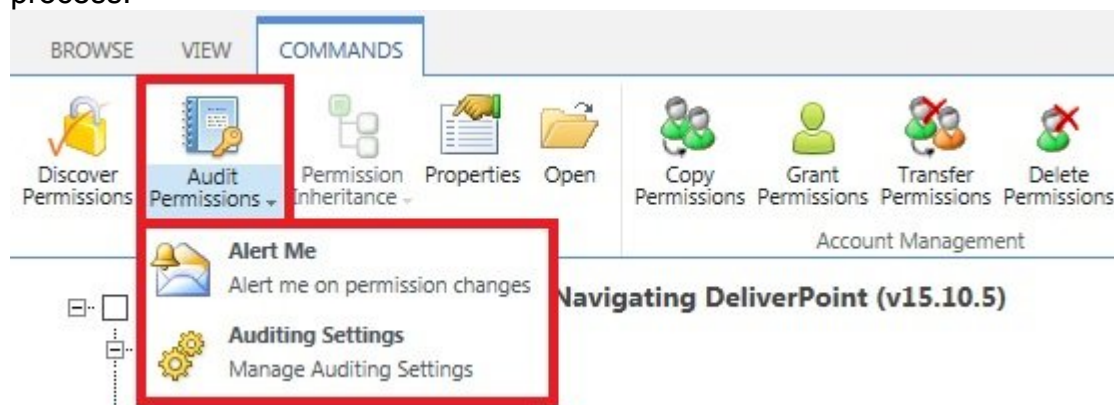 process.
BROWSE VIEW COMMANDS
Discover Permissions
Audit Permissions
Permission Inheritance
Properties
Open
Copy Permissions
Grant Permissions
Transfer Permissions
Delete Permissions
Account Management
Alert Me
Alert me on permission changes
Navigating DeliverPoint (v15.10.5)
Auditing Settings
Manage Auditing Settings